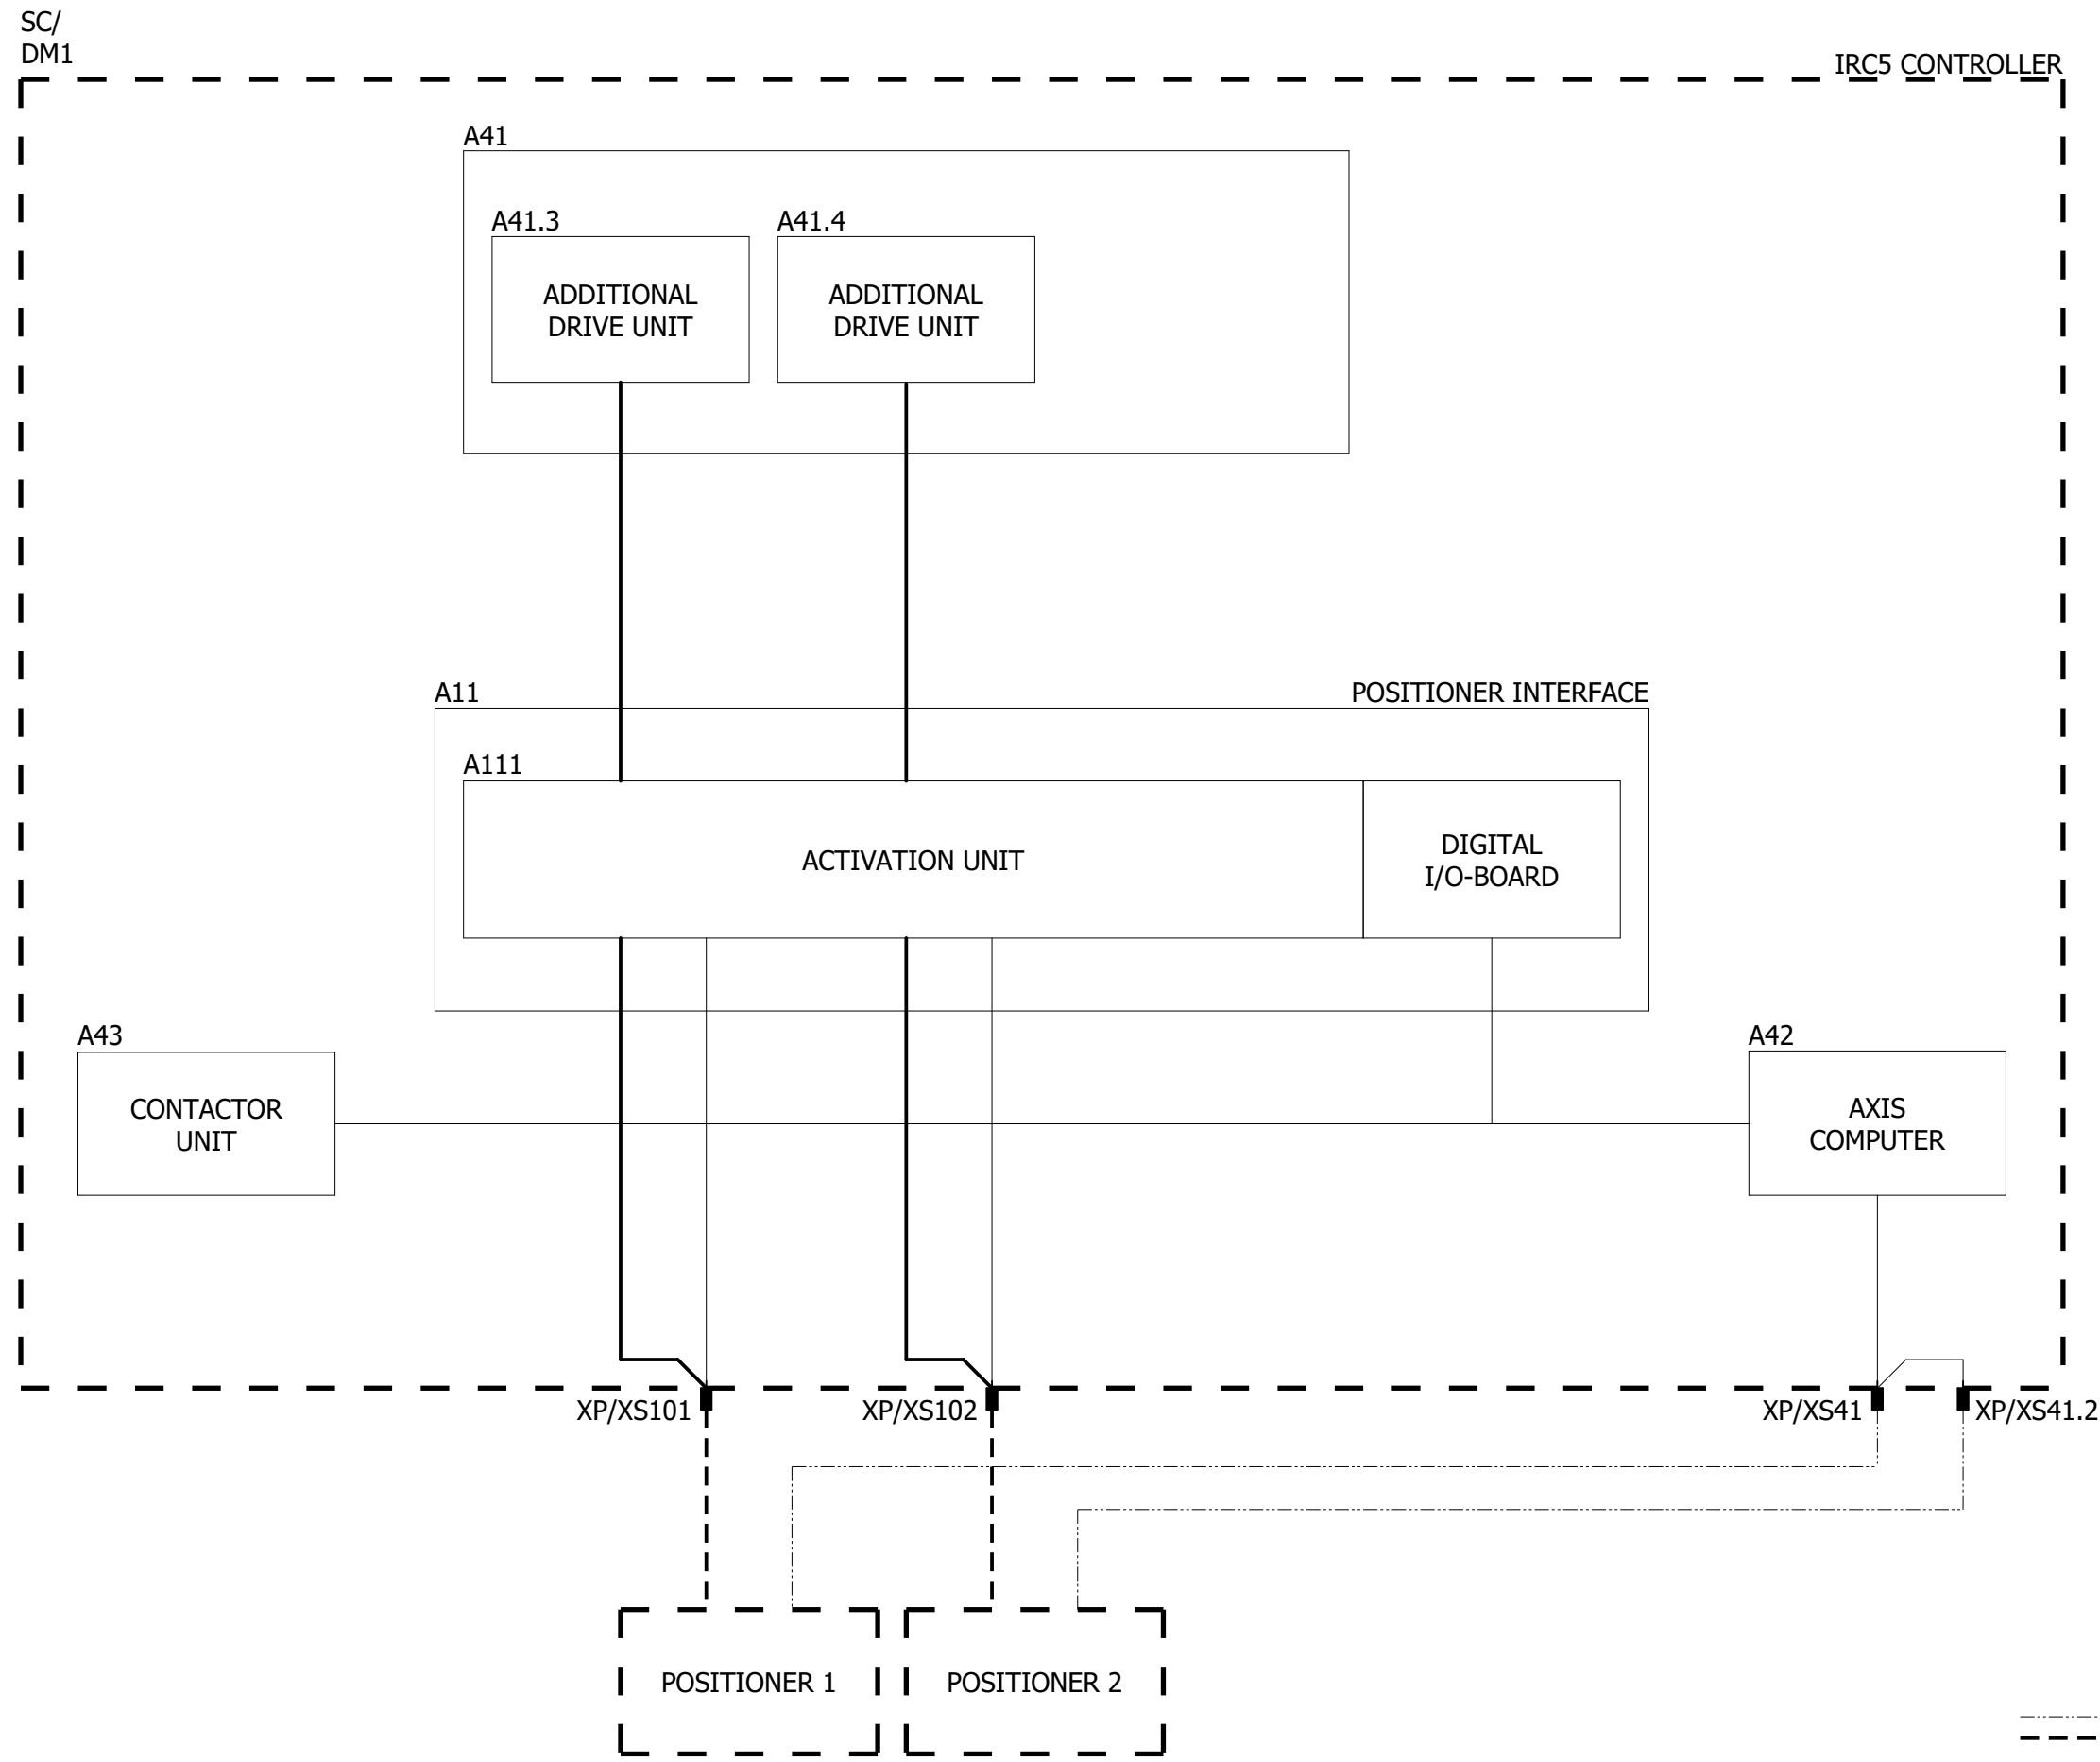 SC/
DM1
IRC5 CONTROLLER
A41
A41.3
A41.4
ADDITIONAL
DRIVE UNIT
ADDITIONAL
DRIVE UNIT
A11
POSITIONER INTERFACE
A111
ACTIVATION UNIT
DIGITAL
I/O-BOARD
A43
CONTACTOR
UNIT
A42
AXIS
COMPUTER
XP/XS101
XP/XS102
XP/XS41
XP/XS41.2
POSITIONER 1
POSITIONER 2